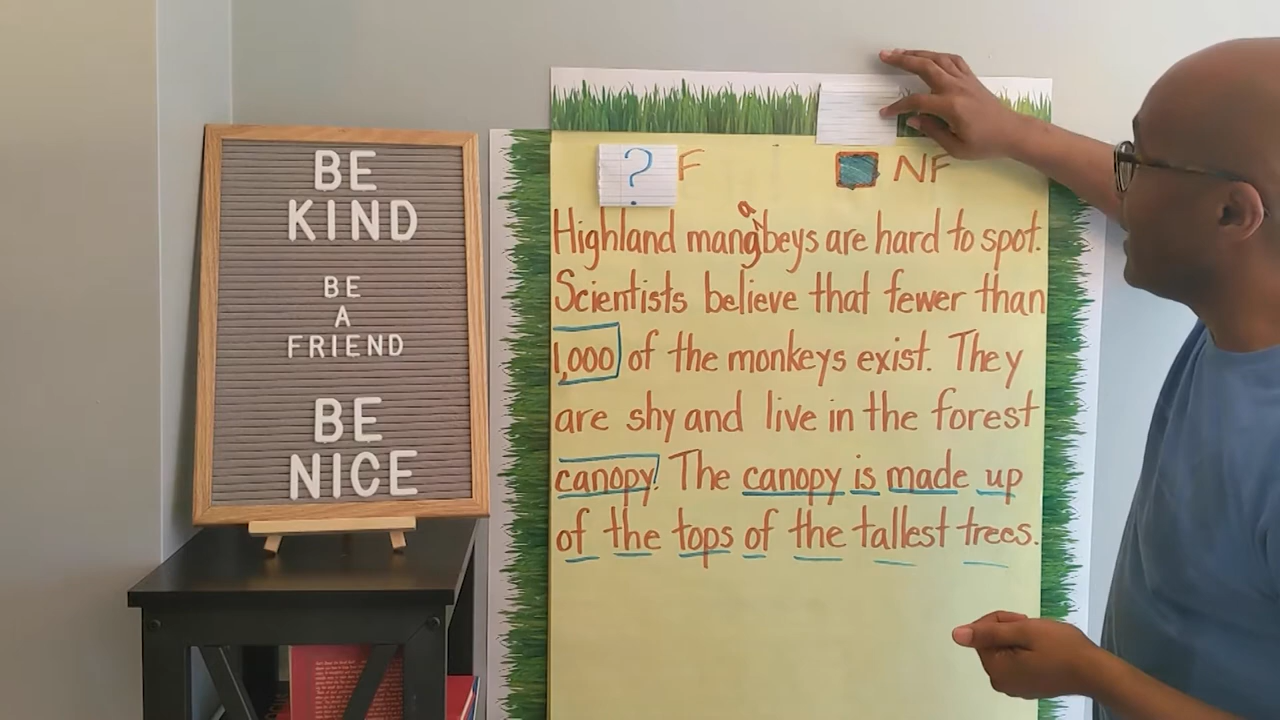 BE
KIND
BE
A
FRIEND
BE
NICE
? F NF
Highland mangabeys are hard to spot.
Scientists believe that fewer than
1,000 of the monkeys exist. They
are shy and live in the forest
canopy! The canopy is made up
of the tops of the tallest trees.